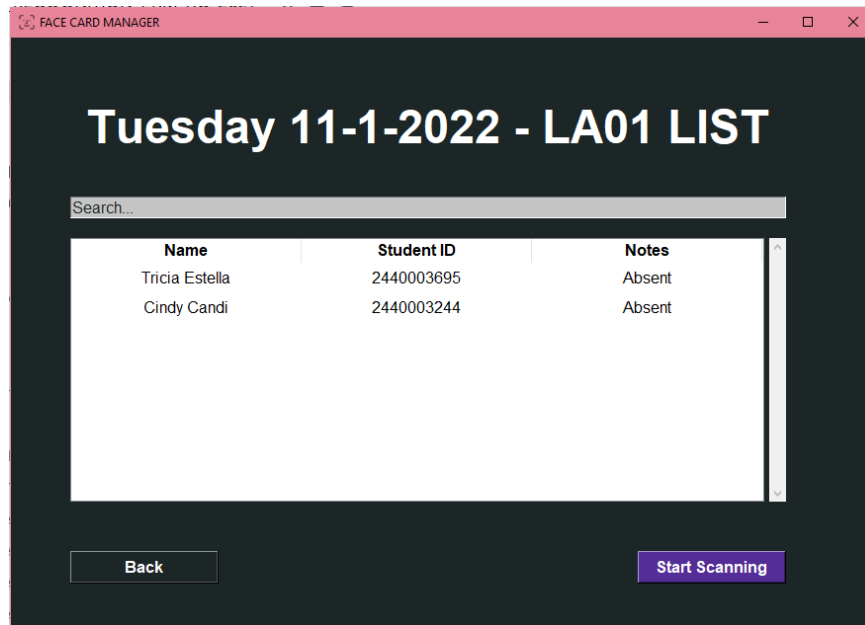 FACE CARD MANAGER
Tuesday 11-1-2022 - LA01 LIST
Search...
Name Student ID Notes
Tricia Estella 2440003695 Absent
Cindy Candi 2440003244 Absent
Back Start Scanning